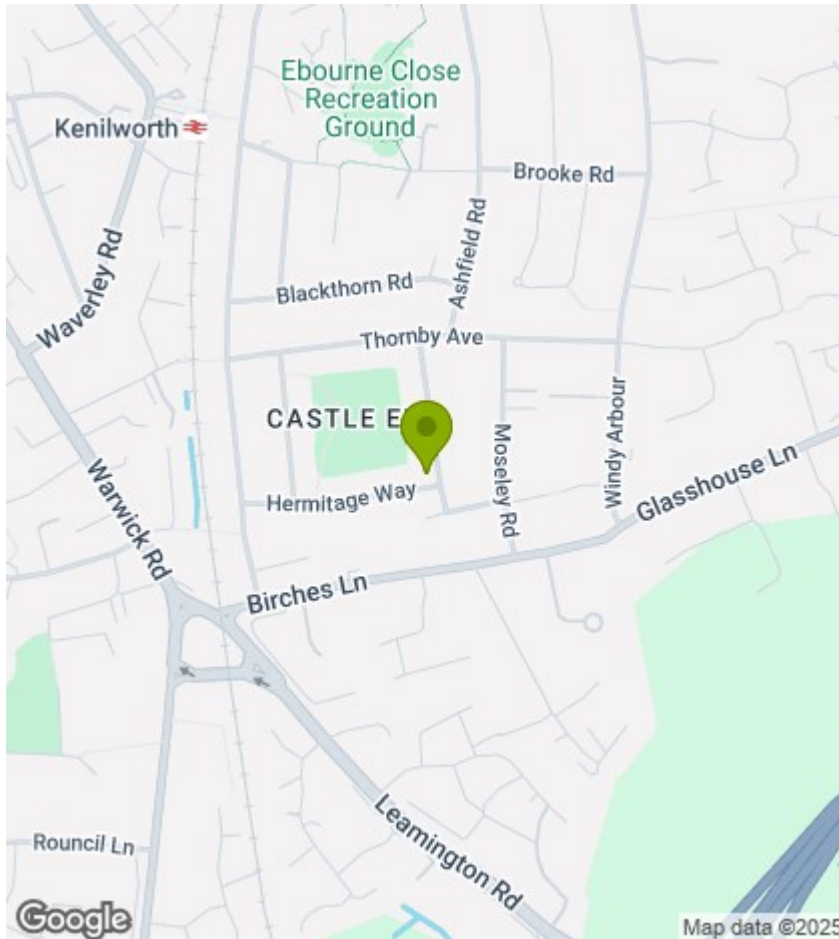 Ebourne Close
Recreation
Ground
Kenilworth
Brooke Rd
Waverley Rd
Ashfield Rd
Blackthorn Rd
Thornby Ave
CASTLE E
Moseley Rd
Windy Arbour
Glasshouse Ln
Hermitage Way
Warwick Rd
Birches Ln
Leamington Rd
Rouncil Ln
Google
Map data ©2025